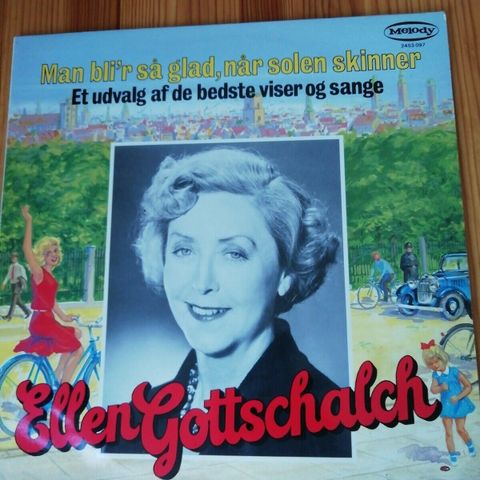 Melody
2453 097
Man bli'r så glad, når solen skinner
Et udvalg af de bedste viser og sange
Ellen Gottschalch